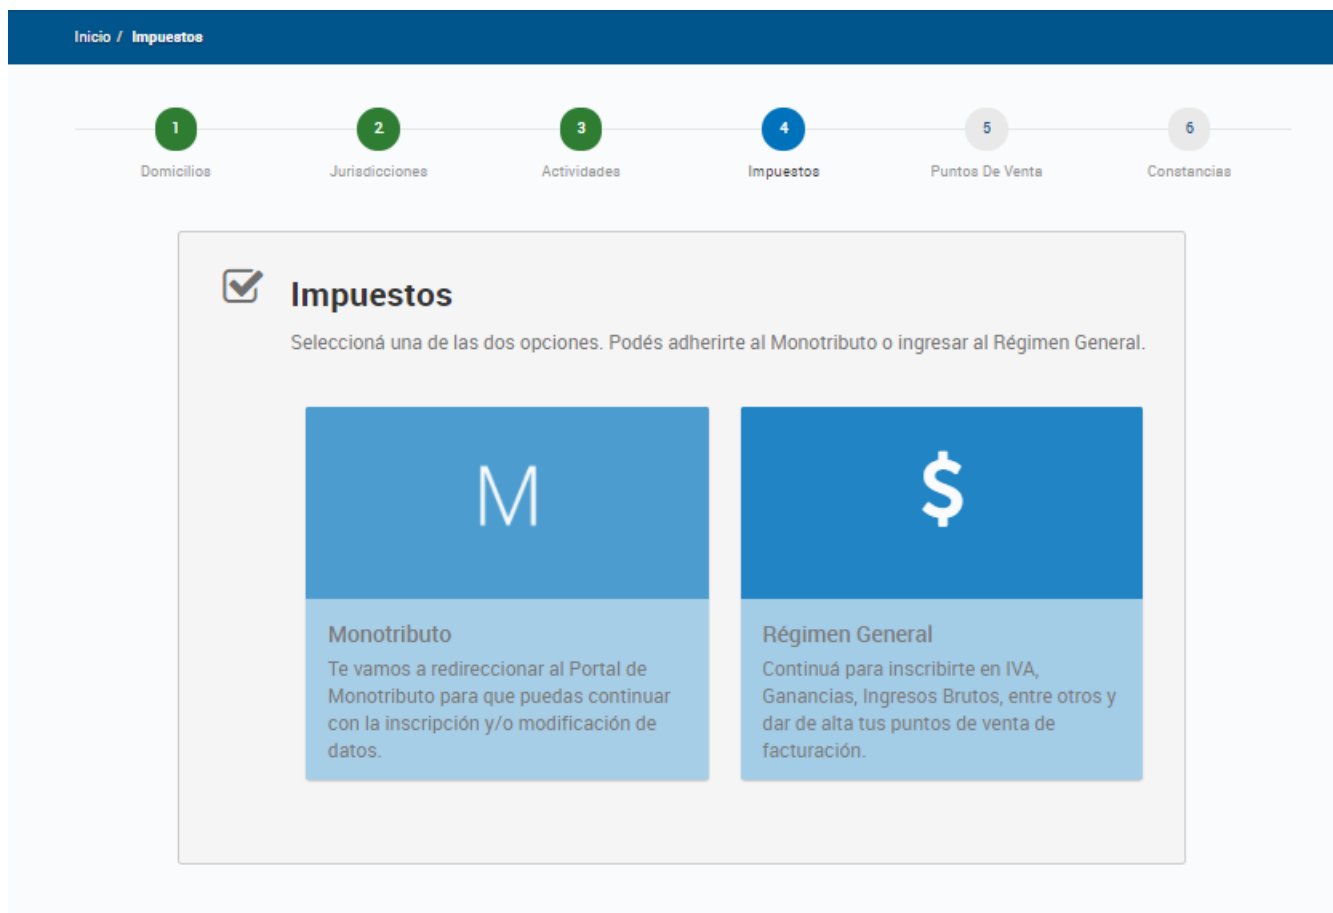 Inicio / Impuestos
1
2
3
4
5
6
Domicilios
Jurisdicciones
Actividades
Impuestos
Puntos De Venta
Constancias
Impuestos
Seleccioná una de las dos opciones. Podés adherirte al Monotributo o ingresar al Régimen General.
M
Monotributo
Te vamos a redireccionar al Portal de
Monotributo para que puedas continuar
con la inscripción y/o modificación de
datos.
$
Régimen General
Continuá para inscribirte en IVA,
Ganancias, Ingresos Brutos, entre otros y
dar de alta tus puntos de venta de
facturación.